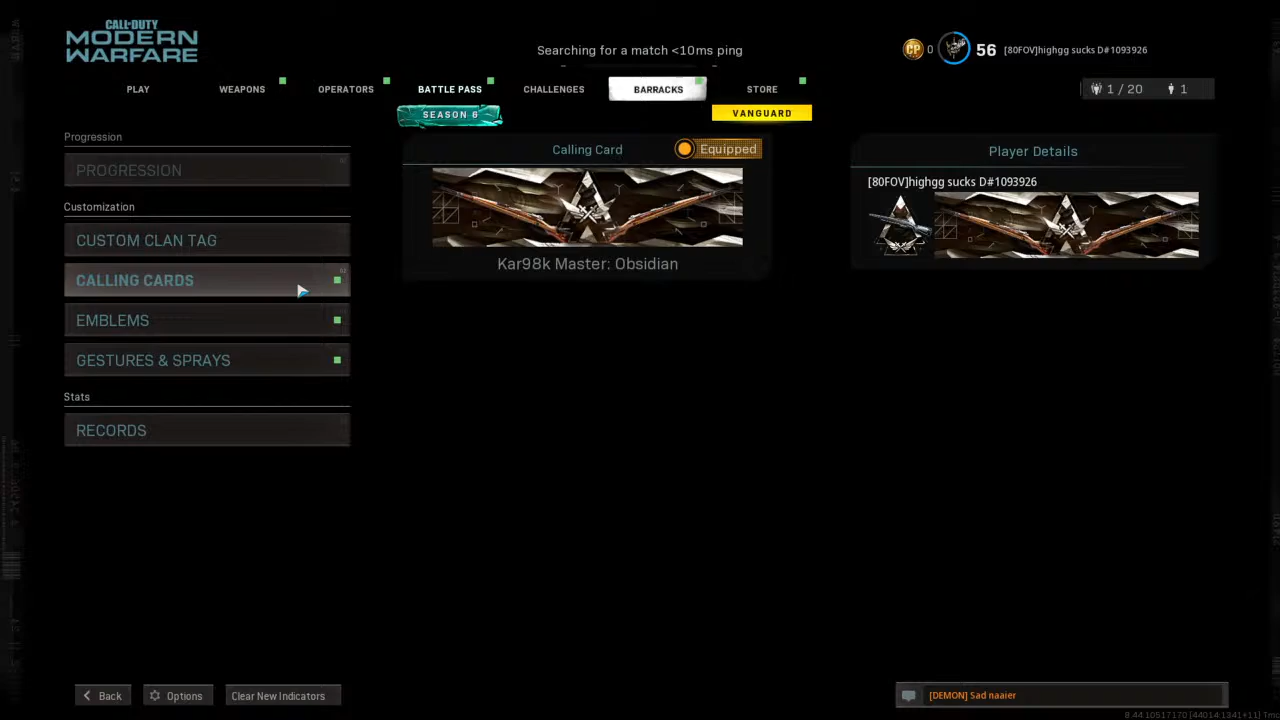 CALL OF DUTY
MODERN
WARFARE
Searching for a match <10ms ping
CP 0
56
[80FOV]highgg sucks D#1093926
PLAY
WEAPONS
OPERATORS
BATTLE PASS
CHALLENGES
BARRACKS
STORE
1 / 20
1
SEASON 6
VANGUARD
Progression
PROGRESSION
Customization
CUSTOM CLAN TAG
CALLING CARDS
EMBLEMS
GESTURES & SPRAYS
Stats
RECORDS
Calling Card
Equipped
Kar98k Master: Obsidian
Player Details
[80FOV]highgg sucks D#1093926
Back
Options
Clear New Indicators
[DEMON] Sad naaier